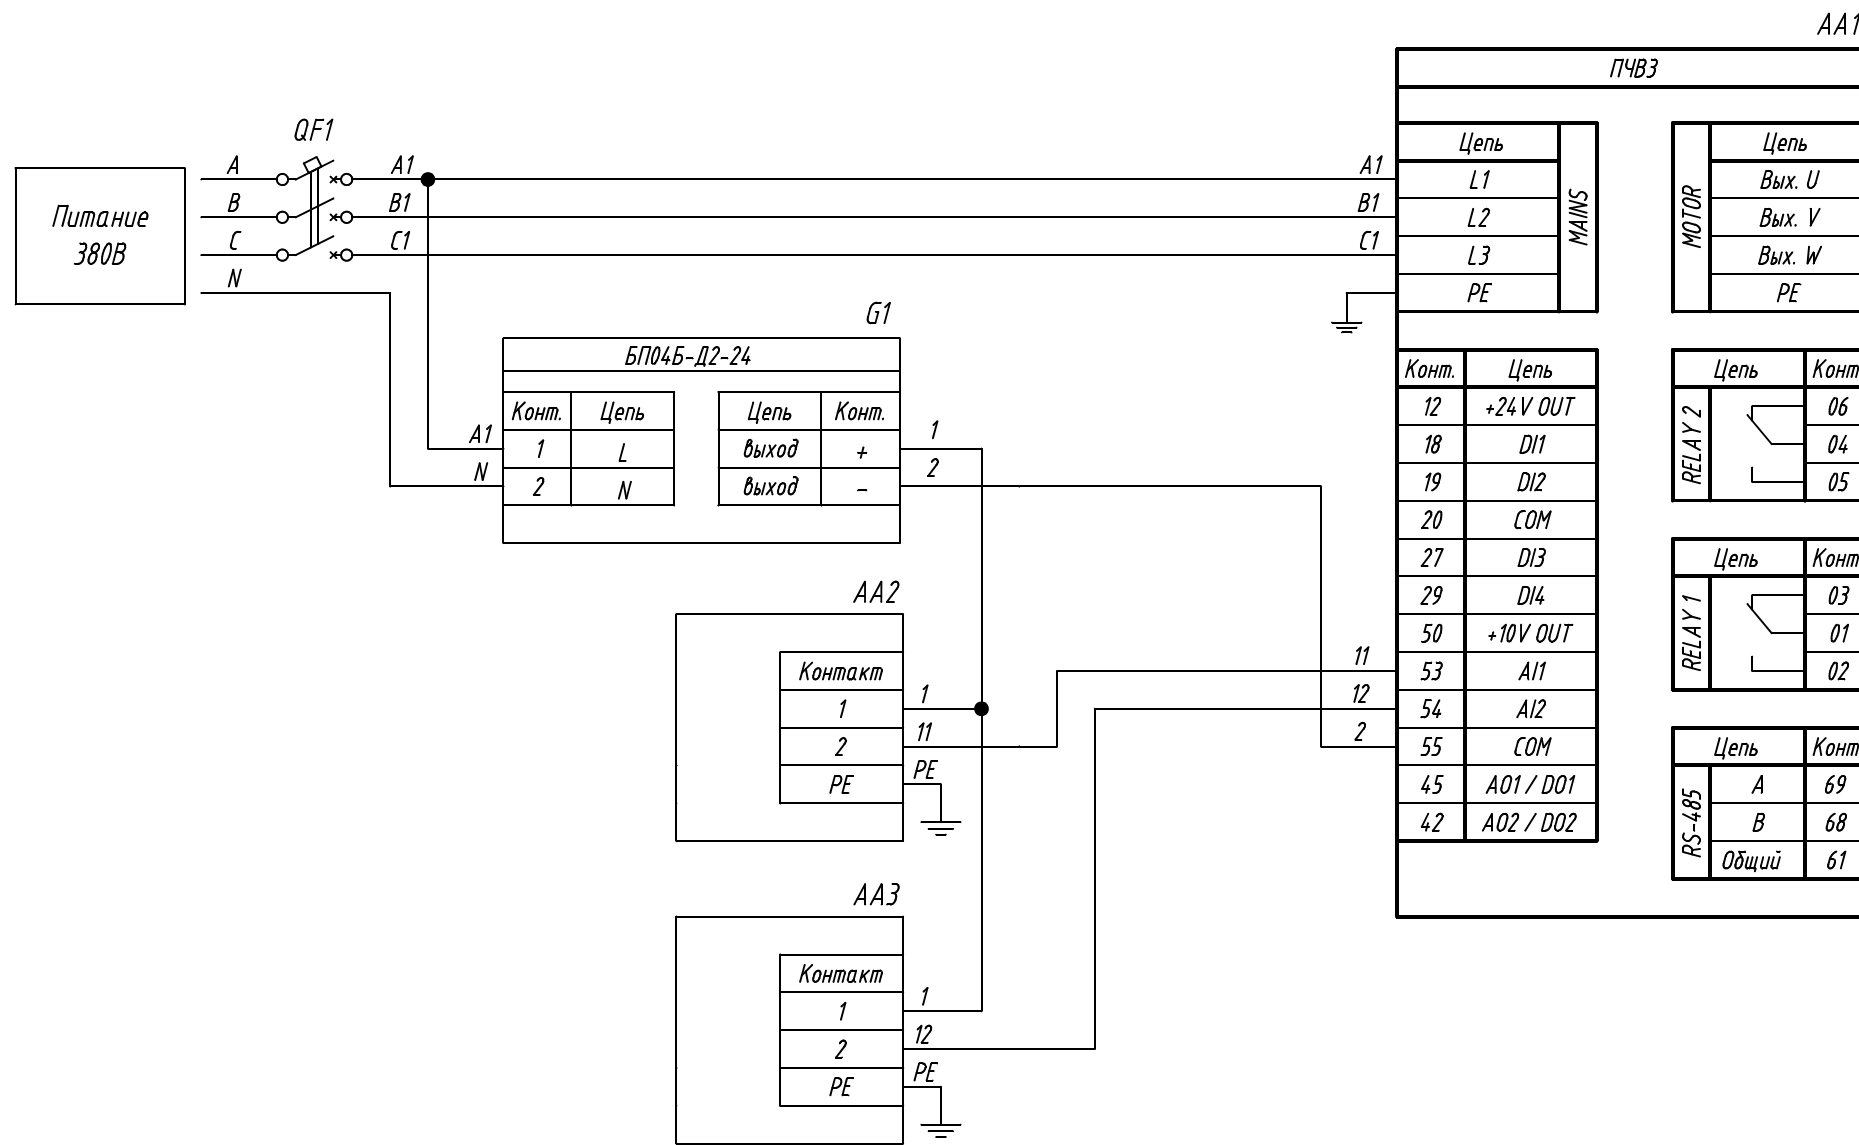 AA1
ПЧВ3
QF1
A A1 A1
B B1 B1
C C1 C1
N
Питание
380В
Цепь
L1
L2
L3
PE
MAINS
MOTOR
Цепь
Вых. U
Вых. V
Вых. W
PE
G1
БП04Б-Д2-24
Конт. Цепь
1 L
2 N
A1
N
Цепь Конт.
выход +
выход -
1
2
Конт. Цепь
12 +24V OUT
18 DI1
19 DI2
20 COM
27 DI3
29 DI4
50 +10V OUT
53 AI1
54 AI2
55 COM
45 AO1 / DO1
42 AO2 / DO2
11
12
2
Цепь Конт
RELAY 2
06
04
05
Цепь Конт
RELAY 1
03
01
02
Цепь Конт
RS-485
A 69
B 68
Общий 61
AA2
Контакт
1
2
PE
1
11
PE
AA3
Контакт
1
2
PE
1
12
PE